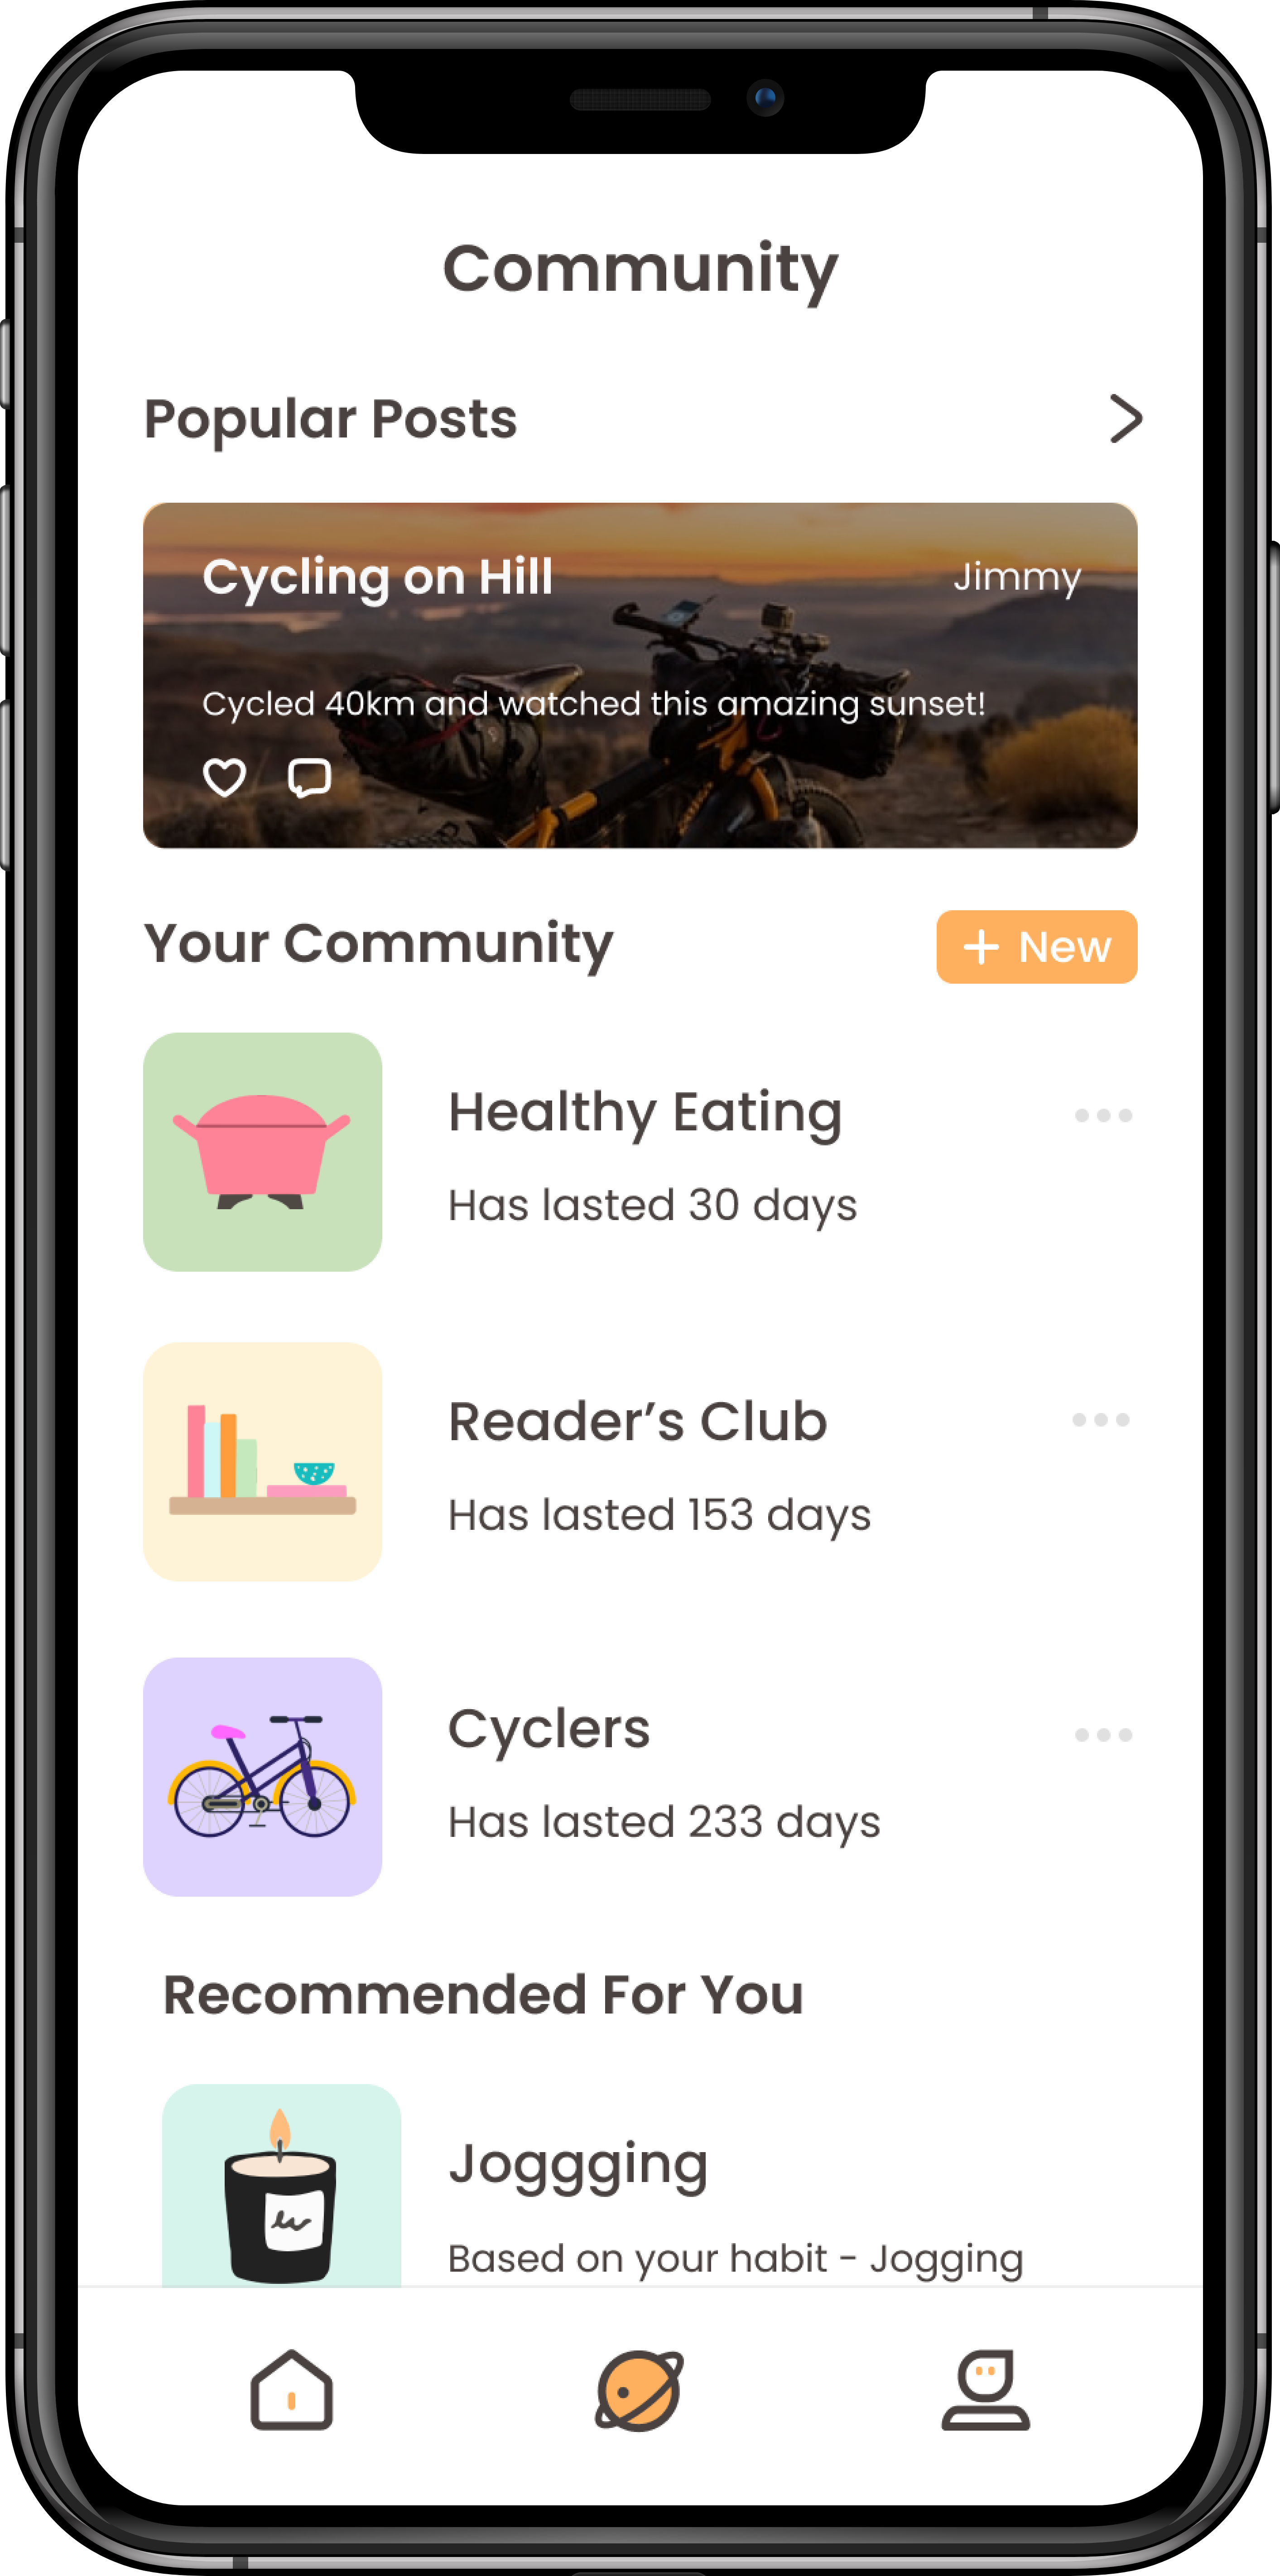 Community
Popular Posts
Cycling on Hill
Jimmy
Cycled 40km and watched this amazing sunset!
Your Community
+ New
Healthy Eating
Has lasted 30 days
Reader’s Club
Has lasted 153 days
Cyclers
Has lasted 233 days
Recommended For You
Joggging
Based on your habit - Jogging